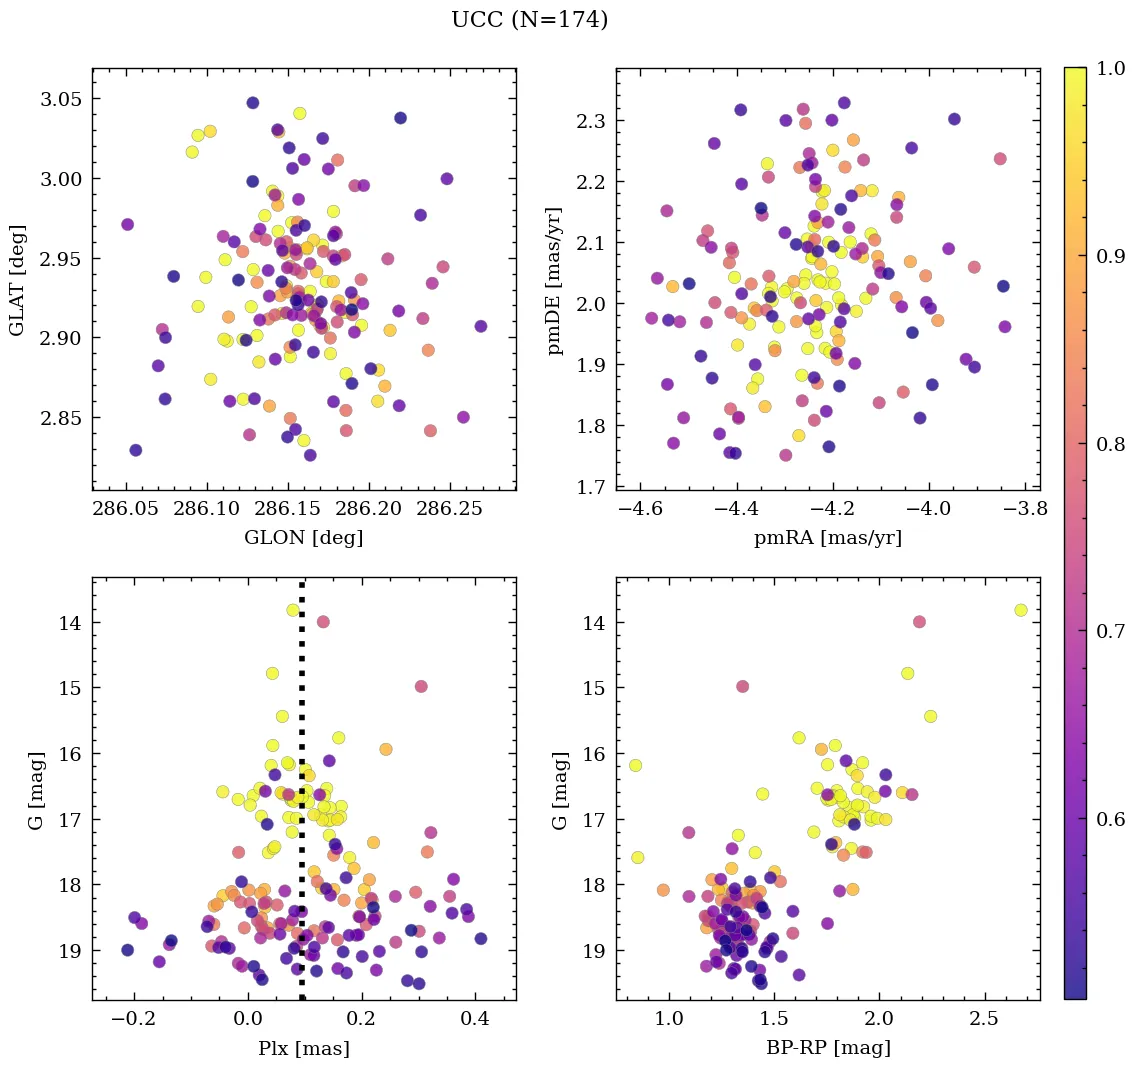 UCC (N=174)
3.05
3.00
2.95
2.90
2.85
GLAT [deg]
286.05 286.10 286.15 286.20 286.25
GLON [deg]
2.3
2.2
2.1
2.0
1.9
1.8
1.7
pmDE [mas/yr]
−4.6 −4.4 −4.2 −4.0 −3.8
pmRA [mas/yr]
14
15
16
17
18
19
G [mag]
−0.2 0.0 0.2 0.4
Plx [mas]
14
15
16
17
18
19
G [mag]
1.0 1.5 2.0 2.5
BP-RP [mag]
1.0
0.9
0.8
0.7
0.6